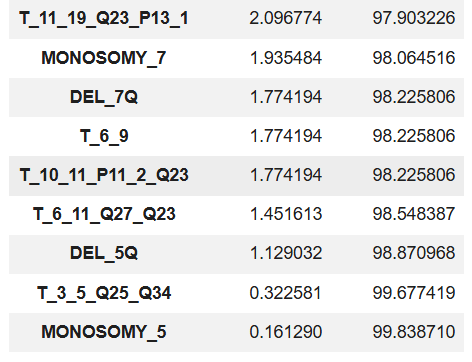 T_11_19_Q23_P13_1 2.096774 97.903226
MONOSOMY_7 1.935484 98.064516
DEL_7Q 1.774194 98.225806
T_6_9 1.774194 98.225806
T_10_11_P11_2_Q23 1.774194 98.225806
T_6_11_Q27_Q23 1.451613 98.548387
DEL_5Q 1.129032 98.870968
T_3_5_Q25_Q34 0.322581 99.677419
MONOSOMY_5 0.161290 99.838710